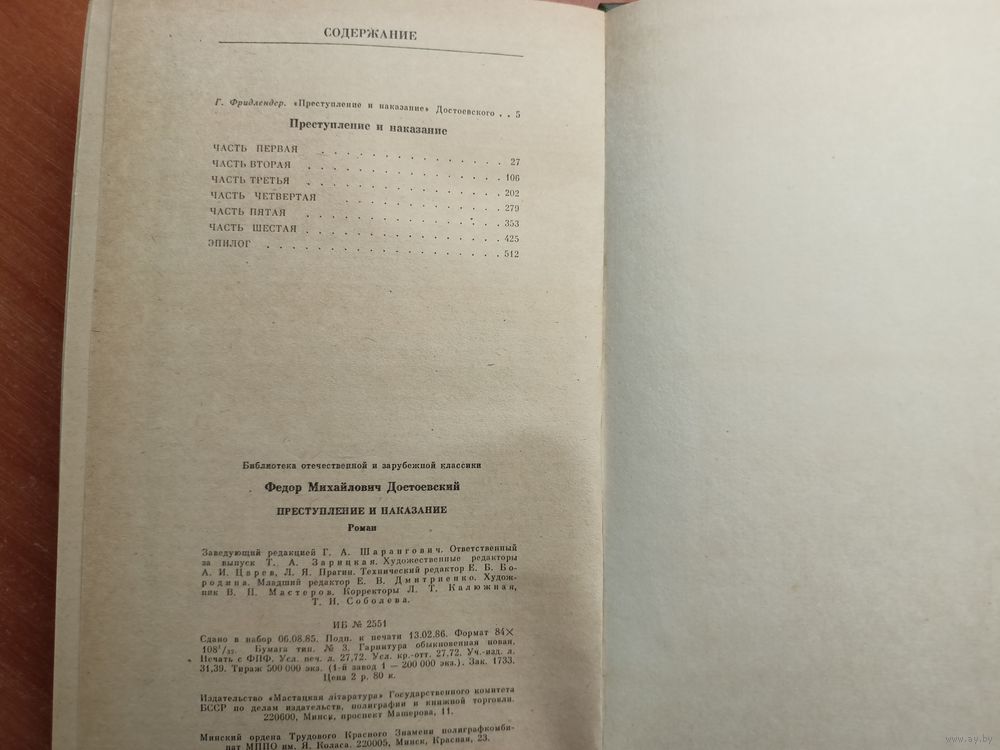 СОДЕРЖАНИЕ
Г. Фридлендер. «Преступление и наказание» Достоевского . . 5
Преступление и наказание
ЧАСТЬ ПЕРВАЯ . . . . . . . . . . . . 27
ЧАСТЬ ВТОРАЯ . . . . . . . . . . . . 106
ЧАСТЬ ТРЕТЬЯ . . . . . . . . . . . . 202
ЧАСТЬ ЧЕТВЕРТАЯ . . . . . . . . . . . 279
ЧАСТЬ ПЯТАЯ . . . . . . . . . . . . 353
ЧАСТЬ ШЕСТАЯ . . . . . . . . . . . . 425
ЭПИЛОГ . . . . . . . . . . . . . . 512
Библиотека отечественной и зарубежной классики
Федор Михайлович Достоевский
ПРЕСТУПЛЕНИЕ И НАКАЗАНИЕ
Роман
Заведующий редакцией Г. А. Шарангович. Ответственный
за выпуск Т. А. Зарицкая. Художественные редакторы
А. И. Царев, Л. Я. Прагин. Технический редактор Е. Б. Бо-
родина. Младший редактор Е. В. Дмитриенко. Худож-
ник В. П. Мастеров. Корректоры Л. Т. Калюжная,
Т. И. Соболева.
ИБ № 2551
Сдано в набор 06.08.85. Подп. к печати 13.02.86. Формат 84×
108¹/₃₂. Бумага тип. № 3. Гарнитура обыкновенная новая.
Печать с ФПФ. Усл. печ. л. 27,72. Усл. кр.-отт. 27,72. Уч.-изд. л.
31,39. Тираж 500 000 экз. (1-й завод 1 — 200 000 экз.). Зак. 1733.
Цена 2 р. 80 к.
Издательство «Мастацкая літаратура» Государственного комитета
БССР по делам издательств, полиграфии и книжной торговли.
220600, Минск, проспект Машерова, 11.
Минский ордена Трудового Красного Знамени полиграфкомби-
нат МППО им. Я. Коласа. 220005, Минск, Красная, 23.
www.ay.by